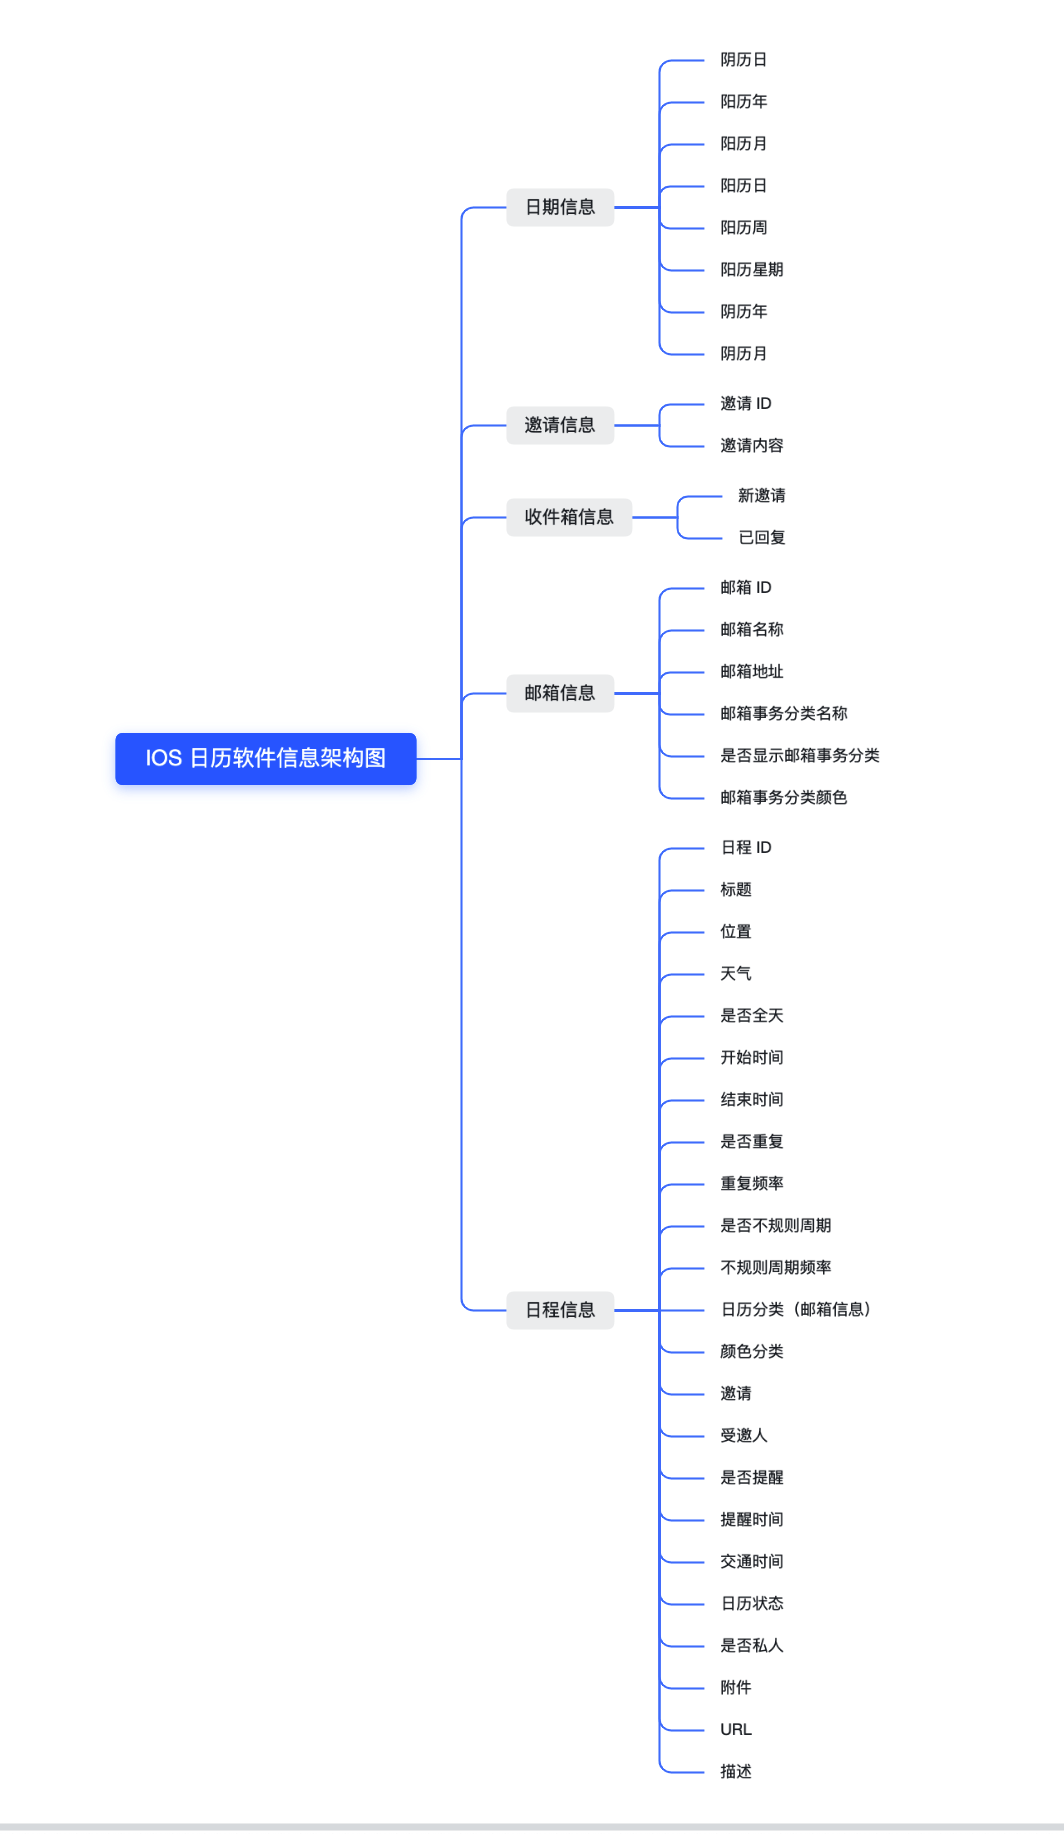 IOS 日历软件信息架构图
日期信息
阴历日
阳历年
阳历月
阳历日
阳历周
阳历星期
阴历年
阴历月
邀请信息
邀请 ID
邀请内容
收件箱信息
新邀请
已回复
邮箱信息
邮箱 ID
邮箱名称
邮箱地址
邮箱事务分类名称
是否显示邮箱事务分类
邮箱事务分类颜色
日程信息
日程 ID
标题
位置
天气
是否全天
开始时间
结束时间
是否重复
重复频率
是否不规则周期
不规则周期频率
日历分类（邮箱信息）
颜色分类
邀请
受邀人
是否提醒
提醒时间
交通时间
日历状态
是否私人
附件
URL
描述